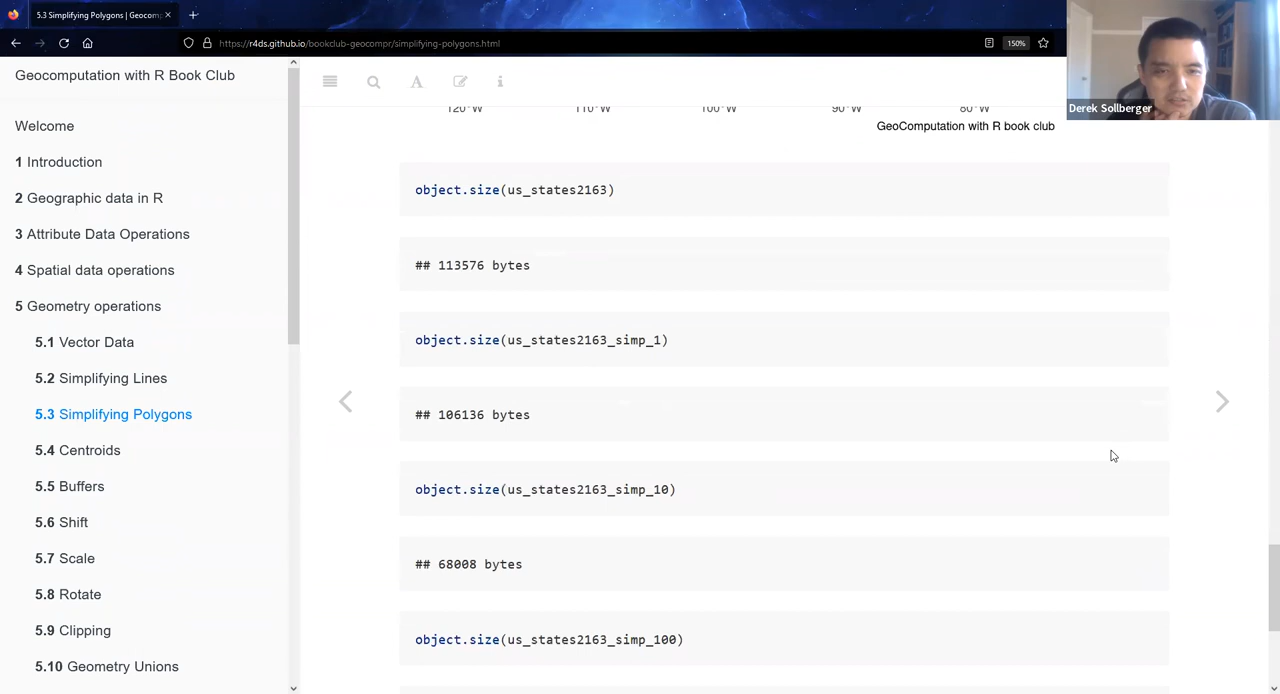 5.3 Simplifying Polygons | Geocom
https://r4ds.github.io/bookclub-geocompr/simplifying-polygons.html
150%
Derek Sollberger
Geocomputation with R Book Club
Welcome
1 Introduction
2 Geographic data in R
3 Attribute Data Operations
4 Spatial data operations
5 Geometry operations
5.1 Vector Data
5.2 Simplifying Lines
5.3 Simplifying Polygons
5.4 Centroids
5.5 Buffers
5.6 Shift
5.7 Scale
5.8 Rotate
5.9 Clipping
5.10 Geometry Unions
120°W 110°W 100°W 90°W 80°W
GeoComputation with R book club
object.size(us_states2163)
## 113576 bytes
object.size(us_states2163_simp_1)
## 106136 bytes
object.size(us_states2163_simp_10)
## 68008 bytes
object.size(us_states2163_simp_100)